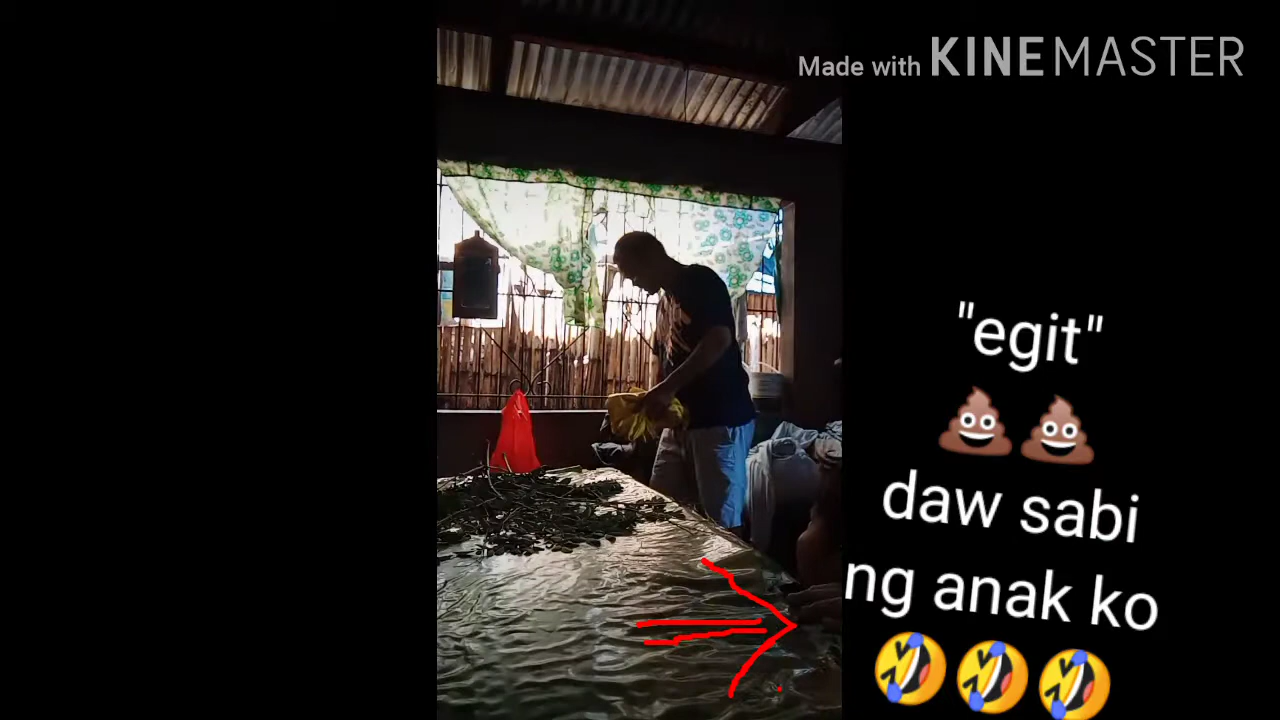 Made with KINEMASTER
"egit"
💩💩
daw sabi
ng anak ko
🤣🤣🤣